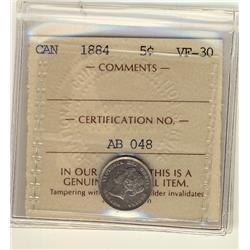 CAN 1884 5¢ VF-30
— COMMENTS —
— CERTIFICATION NO. —
AB 048
IN OUR THIS IS A
GENUIN L ITEM.
Tampering wit older invalidates
n